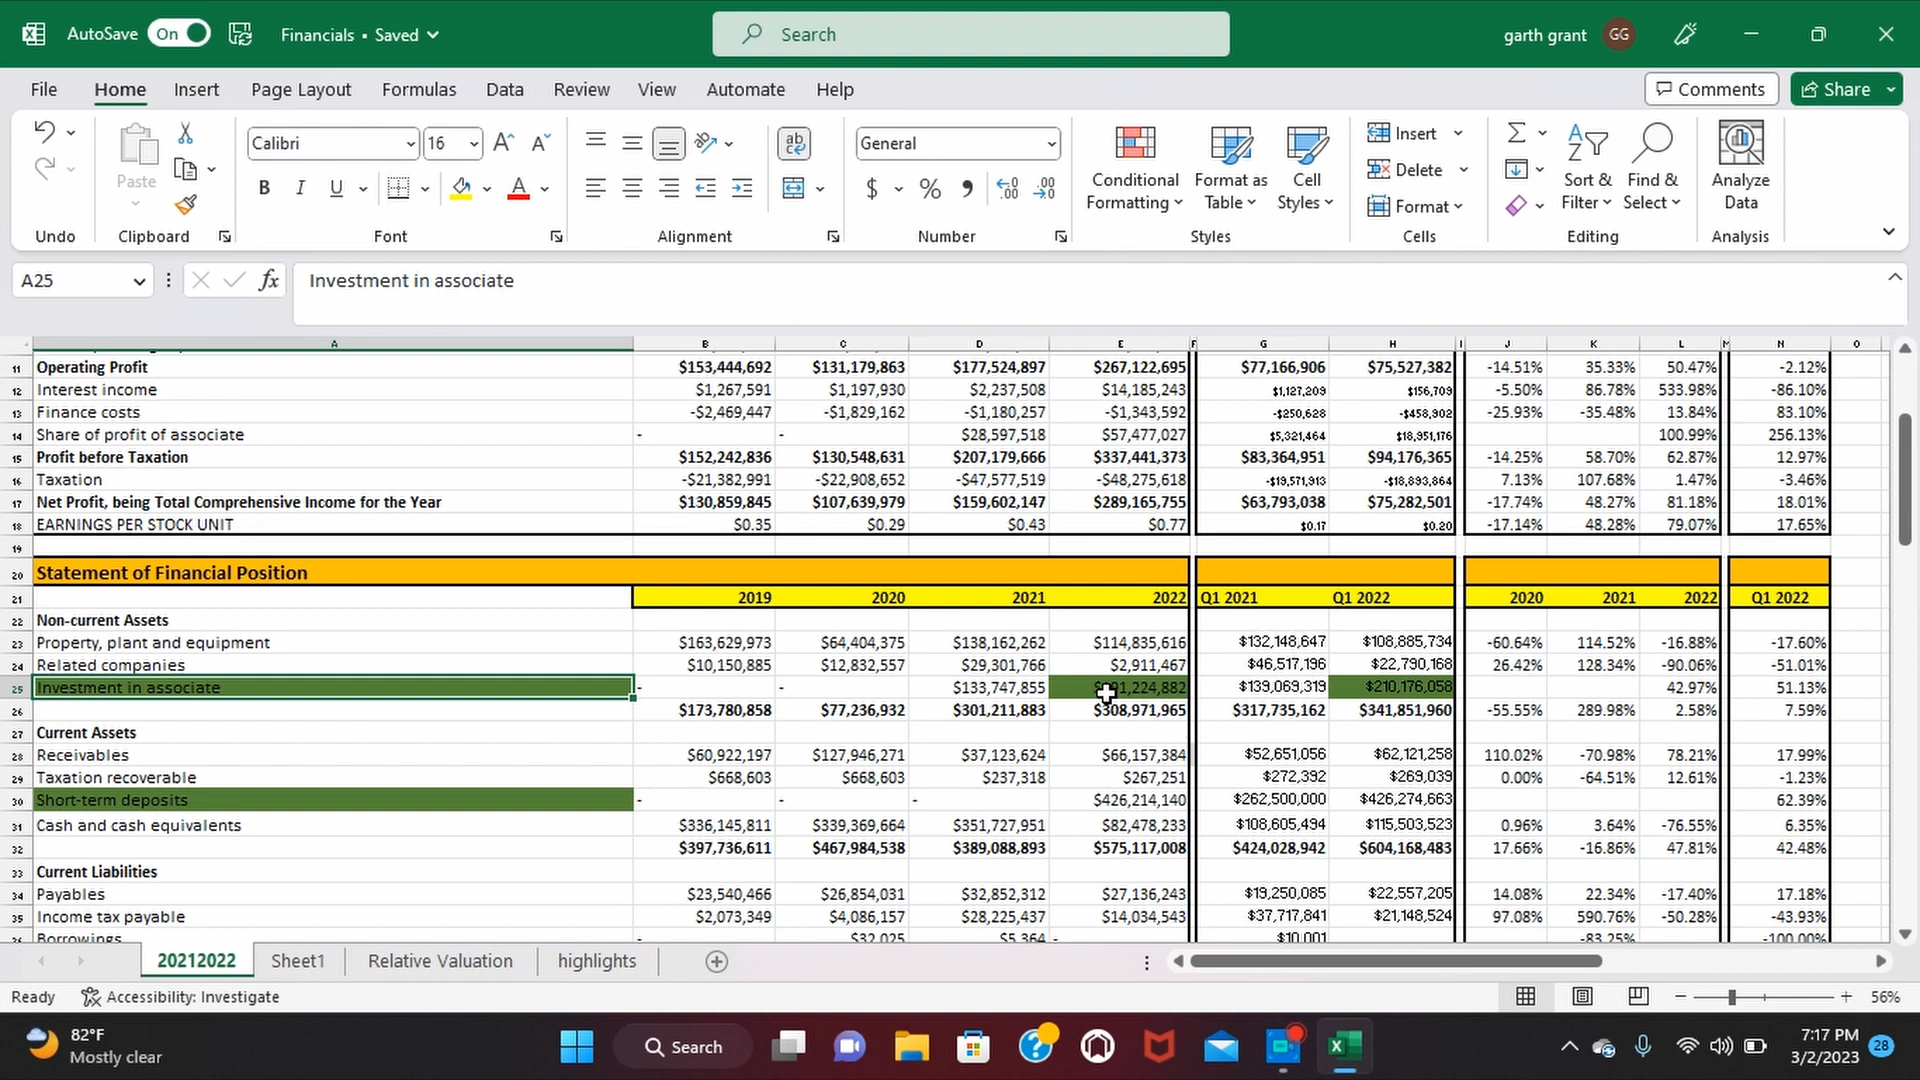 AutoSave On Financials • Saved Search garth grant GG
File Home Insert Page Layout Formulas Data Review View Automate Help Comments Share
Paste Calibri 16 General Conditional Formatting Format as Table Cell Styles Insert Delete Format Sort & Filter Find & Select Analyze Data
Undo Clipboard Font Alignment Number Styles Cells Editing Analysis
A25 fx Investment in associate
A B C D E F G H I J K L M N O
11 Operating Profit $153,444,692 $131,179,863 $177,524,897 $267,122,695 $77,166,906 $75,527,382 -14.51% 35.33% 50.47% -2.12%
12 Interest income $1,267,591 $1,197,930 $2,237,508 $14,185,243 $1,127,209 $156,709 -5.50% 86.78% 533.98% -86.10%
13 Finance costs -$2,469,447 -$1,829,162 -$1,180,257 -$1,343,592 -$250,628 -$458,902 -25.93% -35.48% 13.84% 83.10%
14 Share of profit of associate - - $28,597,518 $57,477,027 $5,321,464 $18,951,176 100.99% 256.13%
15 Profit before Taxation $152,242,836 $130,548,631 $207,179,666 $337,441,373 $83,364,951 $94,176,365 -14.25% 58.70% 62.87% 12.97%
16 Taxation -$21,382,991 -$22,908,652 -$47,577,519 -$48,275,618 -$19,571,913 -$18,893,864 7.13% 107.68% 1.47% -3.46%
17 Net Profit, being Total Comprehensive Income for the Year $130,859,845 $107,639,979 $159,602,147 $289,165,755 $63,793,038 $75,282,501 -17.74% 48.27% 81.18% 18.01%
18 EARNINGS PER STOCK UNIT $0.35 $0.29 $0.43 $0.77 $0.17 $0.20 -17.14% 48.28% 79.07% 17.65%
19
20 Statement of Financial Position
21 2019 2020 2021 2022 Q1 2021 Q1 2022 2020 2021 2022 Q1 2022
22 Non-current Assets
23 Property, plant and equipment $163,629,973 $64,404,375 $138,162,262 $114,835,616 $132,148,647 $108,885,734 -60.64% 114.52% -16.88% -17.60%
24 Related companies $10,150,885 $12,832,557 $29,301,766 $2,911,467 $46,517,196 $22,790,168 26.42% 128.34% -90.06% -51.01%
25 Investment in associate - - $133,747,855 $139,069,319 $210,176,058 42.97% 51.13%
26 $173,780,858 $77,236,932 $301,211,883 $308,971,965 $317,735,162 $341,851,960 -55.55% 289.98% 2.58% 7.59%
27 Current Assets
28 Receivables $60,922,197 $127,946,271 $37,123,624 $66,157,384 $52,651,056 $62,121,258 110.02% -70.98% 78.21% 17.99%
29 Taxation recoverable $668,603 $668,603 $237,318 $267,251 $272,392 $269,039 0.00% -64.51% 12.61% -1.23%
30 Short-term deposits - - - $426,214,140 $262,500,000 $426,274,663 62.39%
31 Cash and cash equivalents $336,145,811 $339,369,664 $351,727,951 $82,478,233 $108,605,494 $115,503,523 0.96% 3.64% -76.55% 6.35%
32 $397,736,611 $467,984,538 $389,088,893 $575,117,008 $424,028,942 $604,168,483 17.66% -16.86% 47.81% 42.48%
33 Current Liabilities
34 Payables $23,540,466 $26,854,031 $32,852,312 $27,136,243 $19,250,085 $22,557,205 14.08% 22.34% -17.40% 17.18%
35 Income tax payable $2,073,349 $4,086,157 $28,225,437 $14,034,543 $37,717,841 $21,148,524 97.08% 590.76% -50.28% -43.93%
Borrowings - $32,025 $5,364 - $10,001 -83.25% -100.00%
20212022 Sheet1 Relative Valuation highlights
Ready Accessibility: Investigate 56%
82°F
Mostly clear
Search
7:17 PM
3/2/2023
28